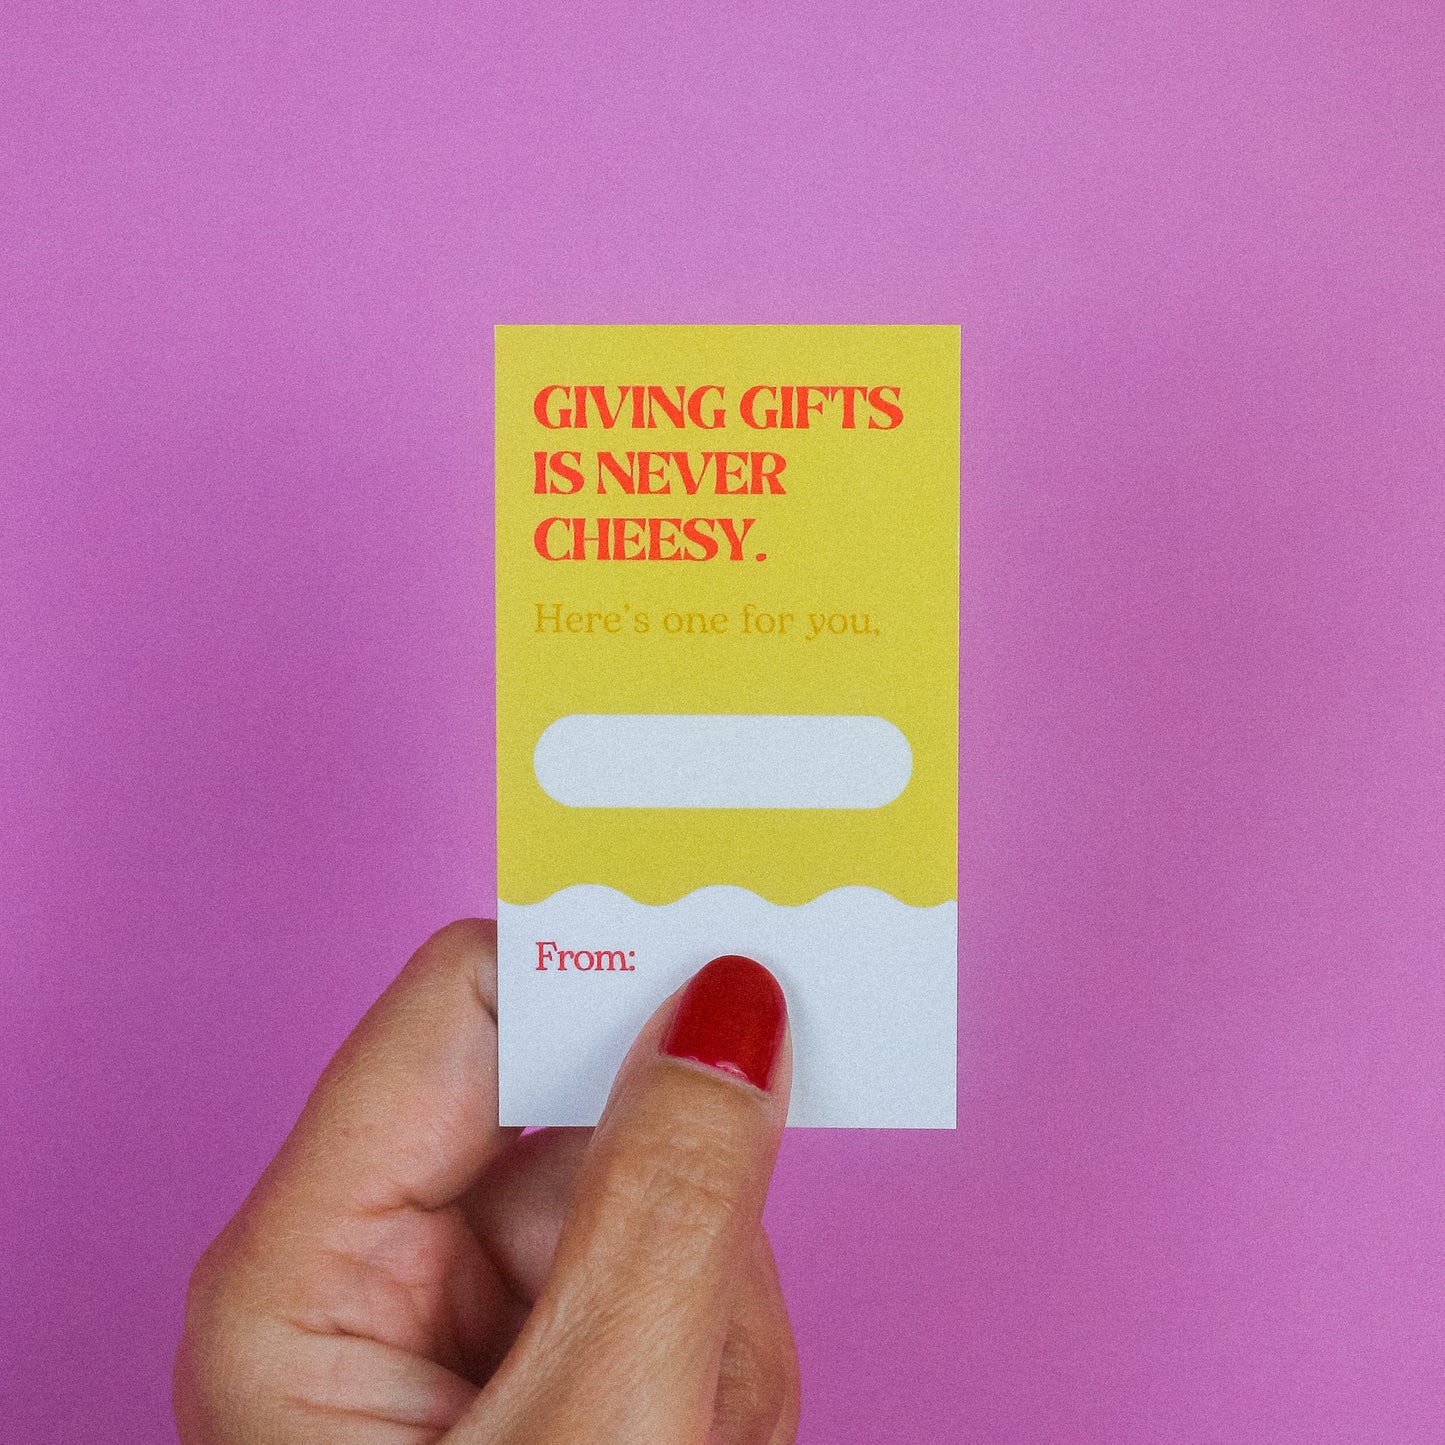 GIVING GIFTS
IS NEVER
CHEESY.
Here's one for you,
From: